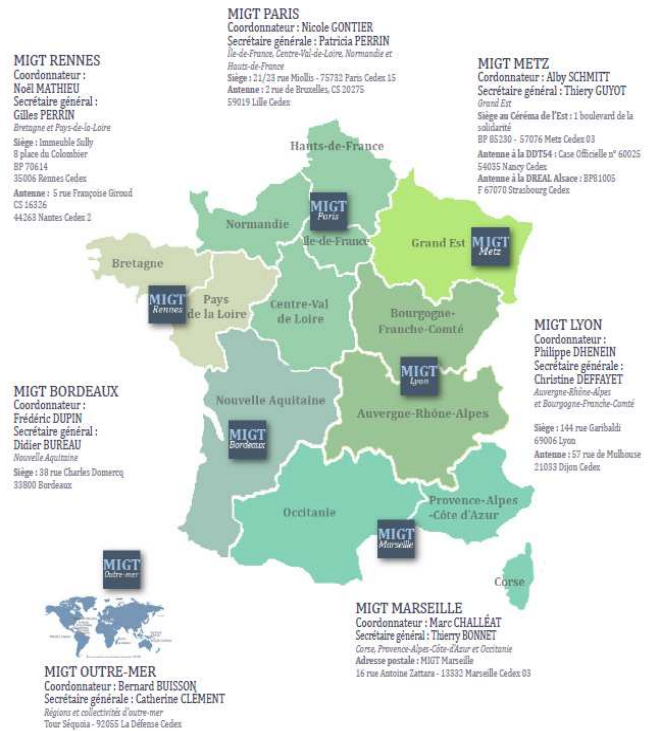 MIGT PARIS
Coordonnateur : Nicole GONTIER
Secrétaire générale : Patricia PERRIN
Île-de-France, Centre-Val-de-Loire, Normandie et
Hauts-de-France
Siège : 21/23 rue Miollis - 75732 Paris Cedex 15
Antenne : 2 rue de Bruxelles, CS 20275
59019 Lille Cedex
MIGT RENNES
Coordonnateur :
Noël MATHIEU
Secrétaire général :
Gilles PERRIN
Bretagne et Pays-de-la-Loire
Siège : Immeuble Sully
8 place du Colombier
BP 70614
35006 Rennes Cedex
Antenne : 5 rue Françoise Giroud
CS 16326
44263 Nantes Cedex 2
MIGT METZ
Cordonnateur : Alby SCHMITT
Secrétaire général : Thiery GUYOT
Grand Est
Siège au Céréma de l'Est : 1 boulevard de la
solidarité
BP 85230 - 57076 Metz Cedex 03
Antenne à la DDT54 : Case Officielle n° 60025
54035 Nancy Cedex
Antenne à la DREAL Alsace : BP81005
F 67070 Strasbourg Cedex
Hauts-de-France
MIGT
Paris
Normandie
Île-de-France
Grand Est
MIGT
Metz
Bretagne
MIGT
Rennes
Pays
de la Loire
Centre-Val
de Loire
Bourgogne-
Franche-Comté
MIGT
Lyon
Nouvelle Aquitaine
Auvergne-Rhône-Alpes
MIGT
Bordeaux
Occitanie
Provence-Alpes
-Côte d'Azur
MIGT
Marseille
Corse
MIGT LYON
Coordonnateur :
Philippe DHENEIN
Secrétaire générale :
Christine DEFFAYET
Auvergne-Rhône-Alpes
et Bourgogne-Franche-Comté
Siège : 144 rue Garibaldi
69006 Lyon
Antenne : 57 rue de Mulhouse
21033 Dijon Cedex
MIGT BORDEAUX
Coordonnateur :
Frédéric DUPIN
Secrétaire général :
Didier BUREAU
Nouvelle Aquitaine
Siège : 38 rue Charles Domercq
33800 Bordeaux
MIGT
Outre-mer
MIGT MARSEILLE
Coordonnateur : Marc CHALLÉAT
Secrétaire général : Thierry BONNET
Corse, Provence-Alpes-Côte-d'Azur et Occitanie
Adresse postale : MIGT Marseille
16 rue Antoine Zattara - 13332 Marseille Cedex 03
MIGT OUTRE-MER
Coordonnateur : Bernard BUISSON
Secrétaire générale : Catherine CLÉMENT
Régions et collectivités d'outre-mer
Tour Séquoia - 92055 La Défense Cedex